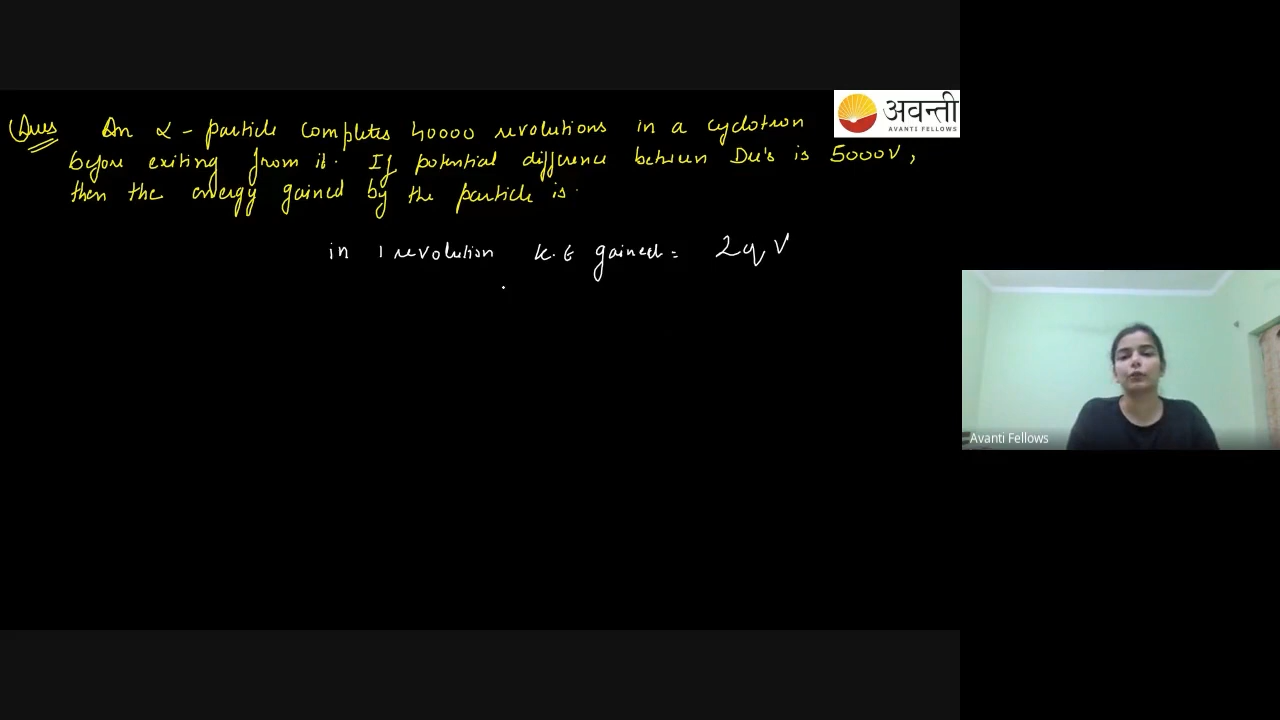 Ques An α - particle completes 40000 revolutions in a cyclotron
before exiting from it. If potential difference between Dee's is 5000V,
then the energy gained by the particle is.
in 1 revolution K.E gained = 2qV
अवन्ती
AVANTI FELLOWS
Avanti Fellows